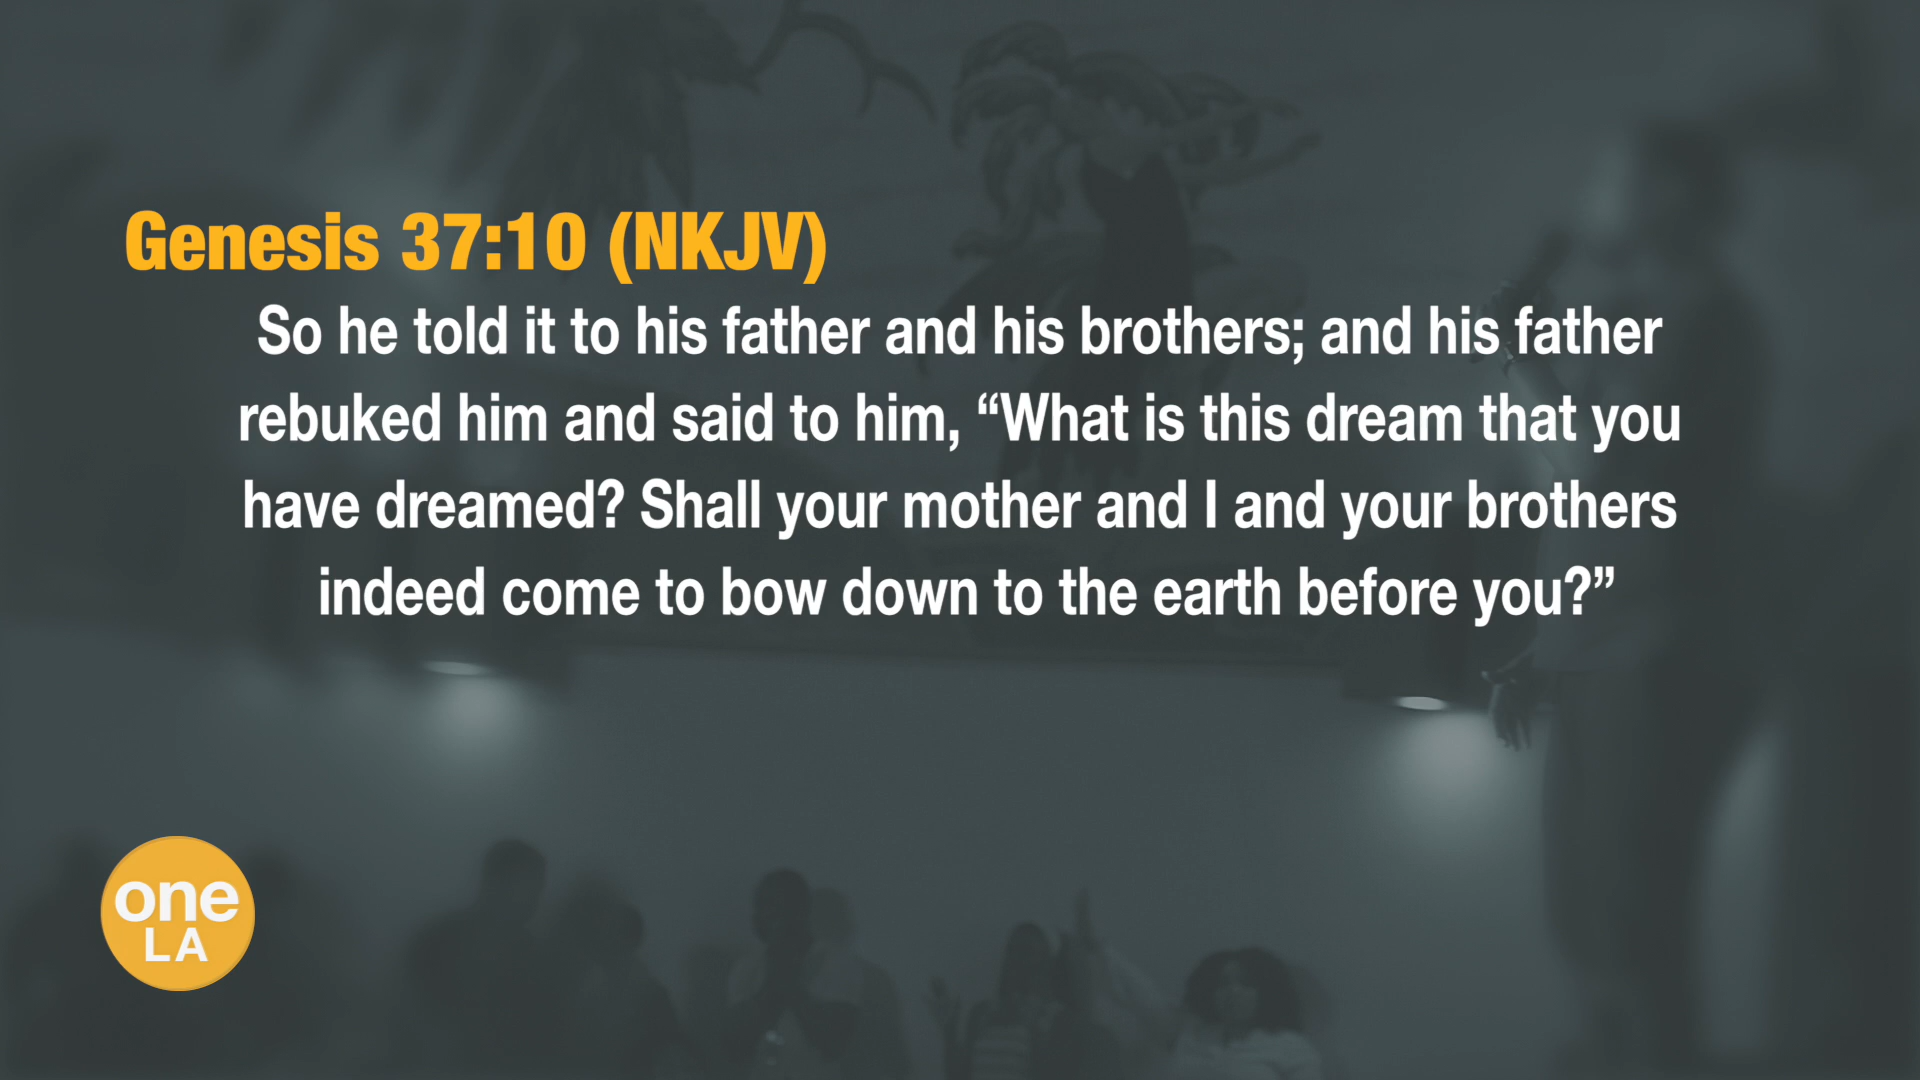 Genesis 37:10 (NKJV)
So he told it to his father and his brothers; and his father
rebuked him and said to him, “What is this dream that you
have dreamed? Shall your mother and I and your brothers
indeed come to bow down to the earth before you?”
one
LA